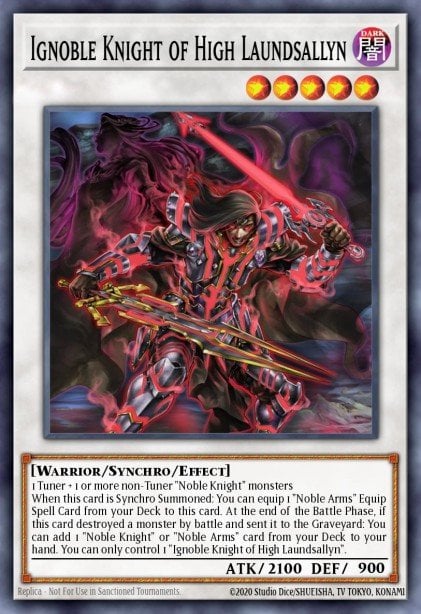 Ignoble Knight of High Laundsallyn
DARK
闇
[Warrior/Synchro/Effect]
1 Tuner + 1 or more non-Tuner "Noble Knight" monsters
When this card is Synchro Summoned: You can equip 1 "Noble Arms" Equip
Spell Card from your Deck to this card. At the end of the Battle Phase, if
this card destroyed a monster by battle and sent it to the Graveyard: You
can add 1 "Noble Knight" or "Noble Arms" card from your Deck to your
hand. You can only control 1 "Ignoble Knight of High Laundsallyn".
ATK/ 2100 DEF/ 900
Replica - Not For Use in Sanctioned Tournaments. ©2020 Studio Dice/SHUEISHA, TV TOKYO, KONAMI